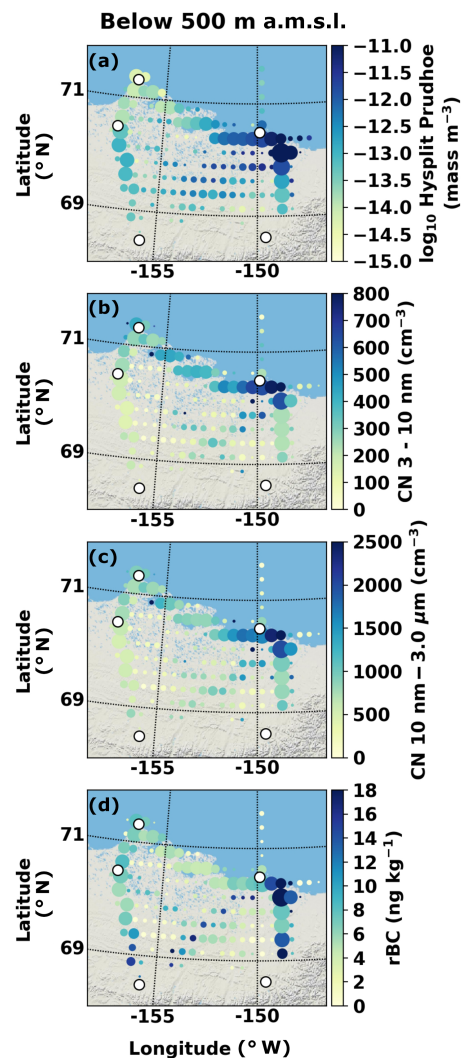 Below 500 m a.m.s.l.
(a)
71
69
Latitude
(° N)
-155
-150
−11.0
−11.5
−12.0
−12.5
−13.0
−13.5
−14.0
−14.5
−15.0
log₁₀ Hysplit Prudhoe
(mass m⁻³)
(b)
71
69
Latitude
(° N)
-155
-150
800
700
600
500
400
300
200
100
0
CN 3 - 10 nm (cm⁻³)
(c)
71
69
Latitude
(° N)
-155
-150
2500
2000
1500
1000
500
0
CN 10 nm − 3.0 μm (cm⁻³)
(d)
71
69
Latitude
(° N)
-155
-150
18
16
14
12
10
8
6
4
2
0
rBC (ng kg⁻¹)
Longitude (° W)